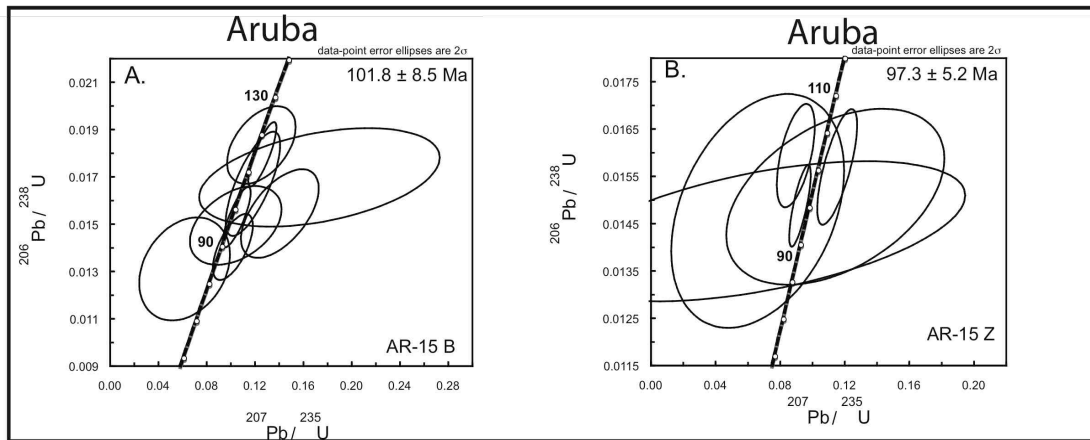 Aruba
data-point error ellipses are 2σ
A.
101.8 ± 8.5 Ma
0.021
130
0.019
0.017
0.015
90
0.013
0.011
0.009
AR-15 B
0.00
0.04
0.08
0.12
0.16
0.20
0.24
0.28
206Pb/ 238U
207Pb/ 235U
Aruba
data-point error ellipses are 2σ
B.
97.3 ± 5.2 Ma
0.0175
110
0.0165
0.0155
0.0145
90
0.0135
0.0125
0.0115
AR-15 Z
0.00
0.04
0.08
0.12
0.16
0.20
206Pb/ 238U
207Pb/ 235U